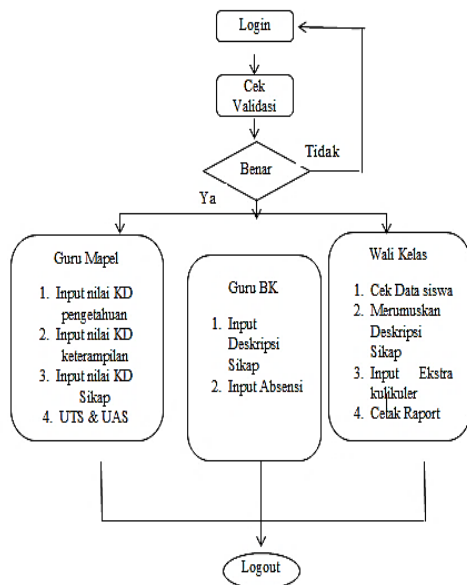 Login
Cek
Validasi
Benar
Tidak
Ya
Guru Mapel
1. Input nilai KD
pengetahuan
2. Input nilai KD
keterampilan
3. Input nilai KD
Sikap
4. UTS & UAS
Guru BK
1. Input
Deskripsi
Sikap
2. Input Absensi
Wali Kelas
1. Cek Data siswa
2. Merumuskan
Deskripsi
Sikap
3. Input Ekstra
kulikuler
4. Cetak Raport
Logout